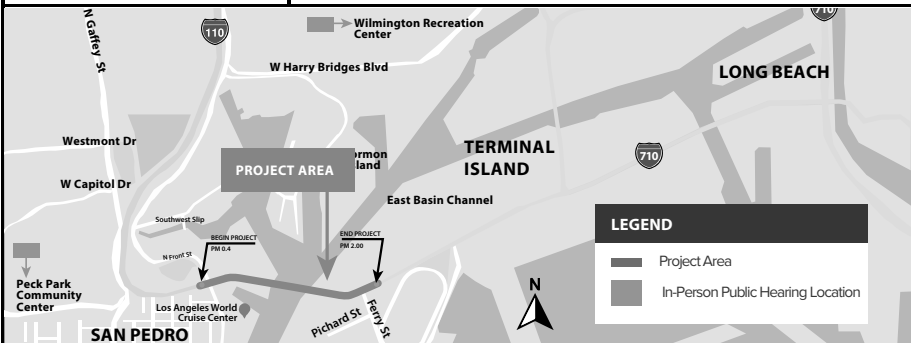 N Gaffey St
110
Wilmington Recreation
Center
710
W Harry Bridges Blvd
LONG BEACH
Westmont Dr
ormon
land
TERMINAL
ISLAND
710
PROJECT AREA
W Capitol Dr
East Basin Channel
Southwest Slip
LEGEND
Project Area
In-Person Public Hearing Location
BEGIN PROJECT
PM 0.4
END PROJECT
PM 2.00
N Front St
Peck Park
Community
Center
N
Los Angeles World
Cruise Center
Pichard St
Ferry St
SAN PEDRO